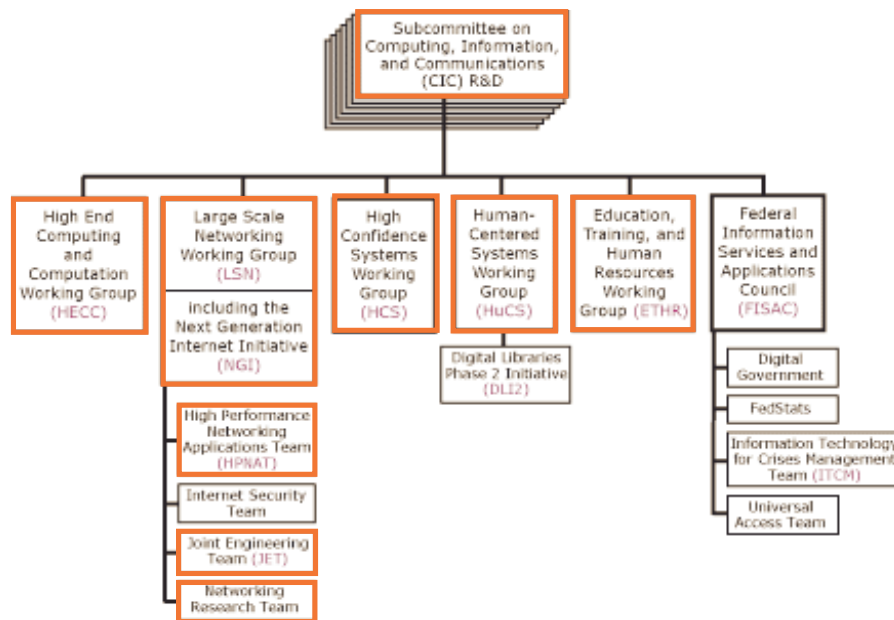 Subcommittee on
Computing, Information,
and Communications
(CIC) R&D
High End
Computing
and
Computation
Working Group
(HECC)
Large Scale
Networking
Working Group
(LSN)
including the
Next Generation
Internet Initiative
(NGI)
High
Confidence
Systems
Working
Group
(HCS)
Human-
Centered
Systems
Working
Group
(HuCS)
Education,
Training, and
Human
Resources
Working
Group (ETHR)
Federal
Information
Services and
Applications
Council
(FISAC)
High Performance
Networking
Applications Team
(HPNAT)
Internet Security
Team
Joint Engineering
Team (JET)
Networking
Research Team
Digital Libraries
Phase 2 Initiative
(DLI2)
Digital
Government
FedStats
Information Technology
for Crises Management
Team (ITCM)
Universal
Access Team